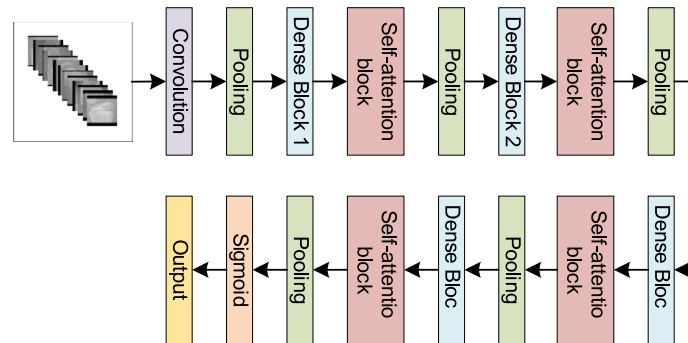 Convolution
Pooling
Dense Block 1
Self-attention
block
Pooling
Dense Block 2
Self-attention
block
Pooling
Output
Sigmoid
Pooling
Self-attentio
block
Dense Bloc
Pooling
Self-attentio
block
Dense Bloc